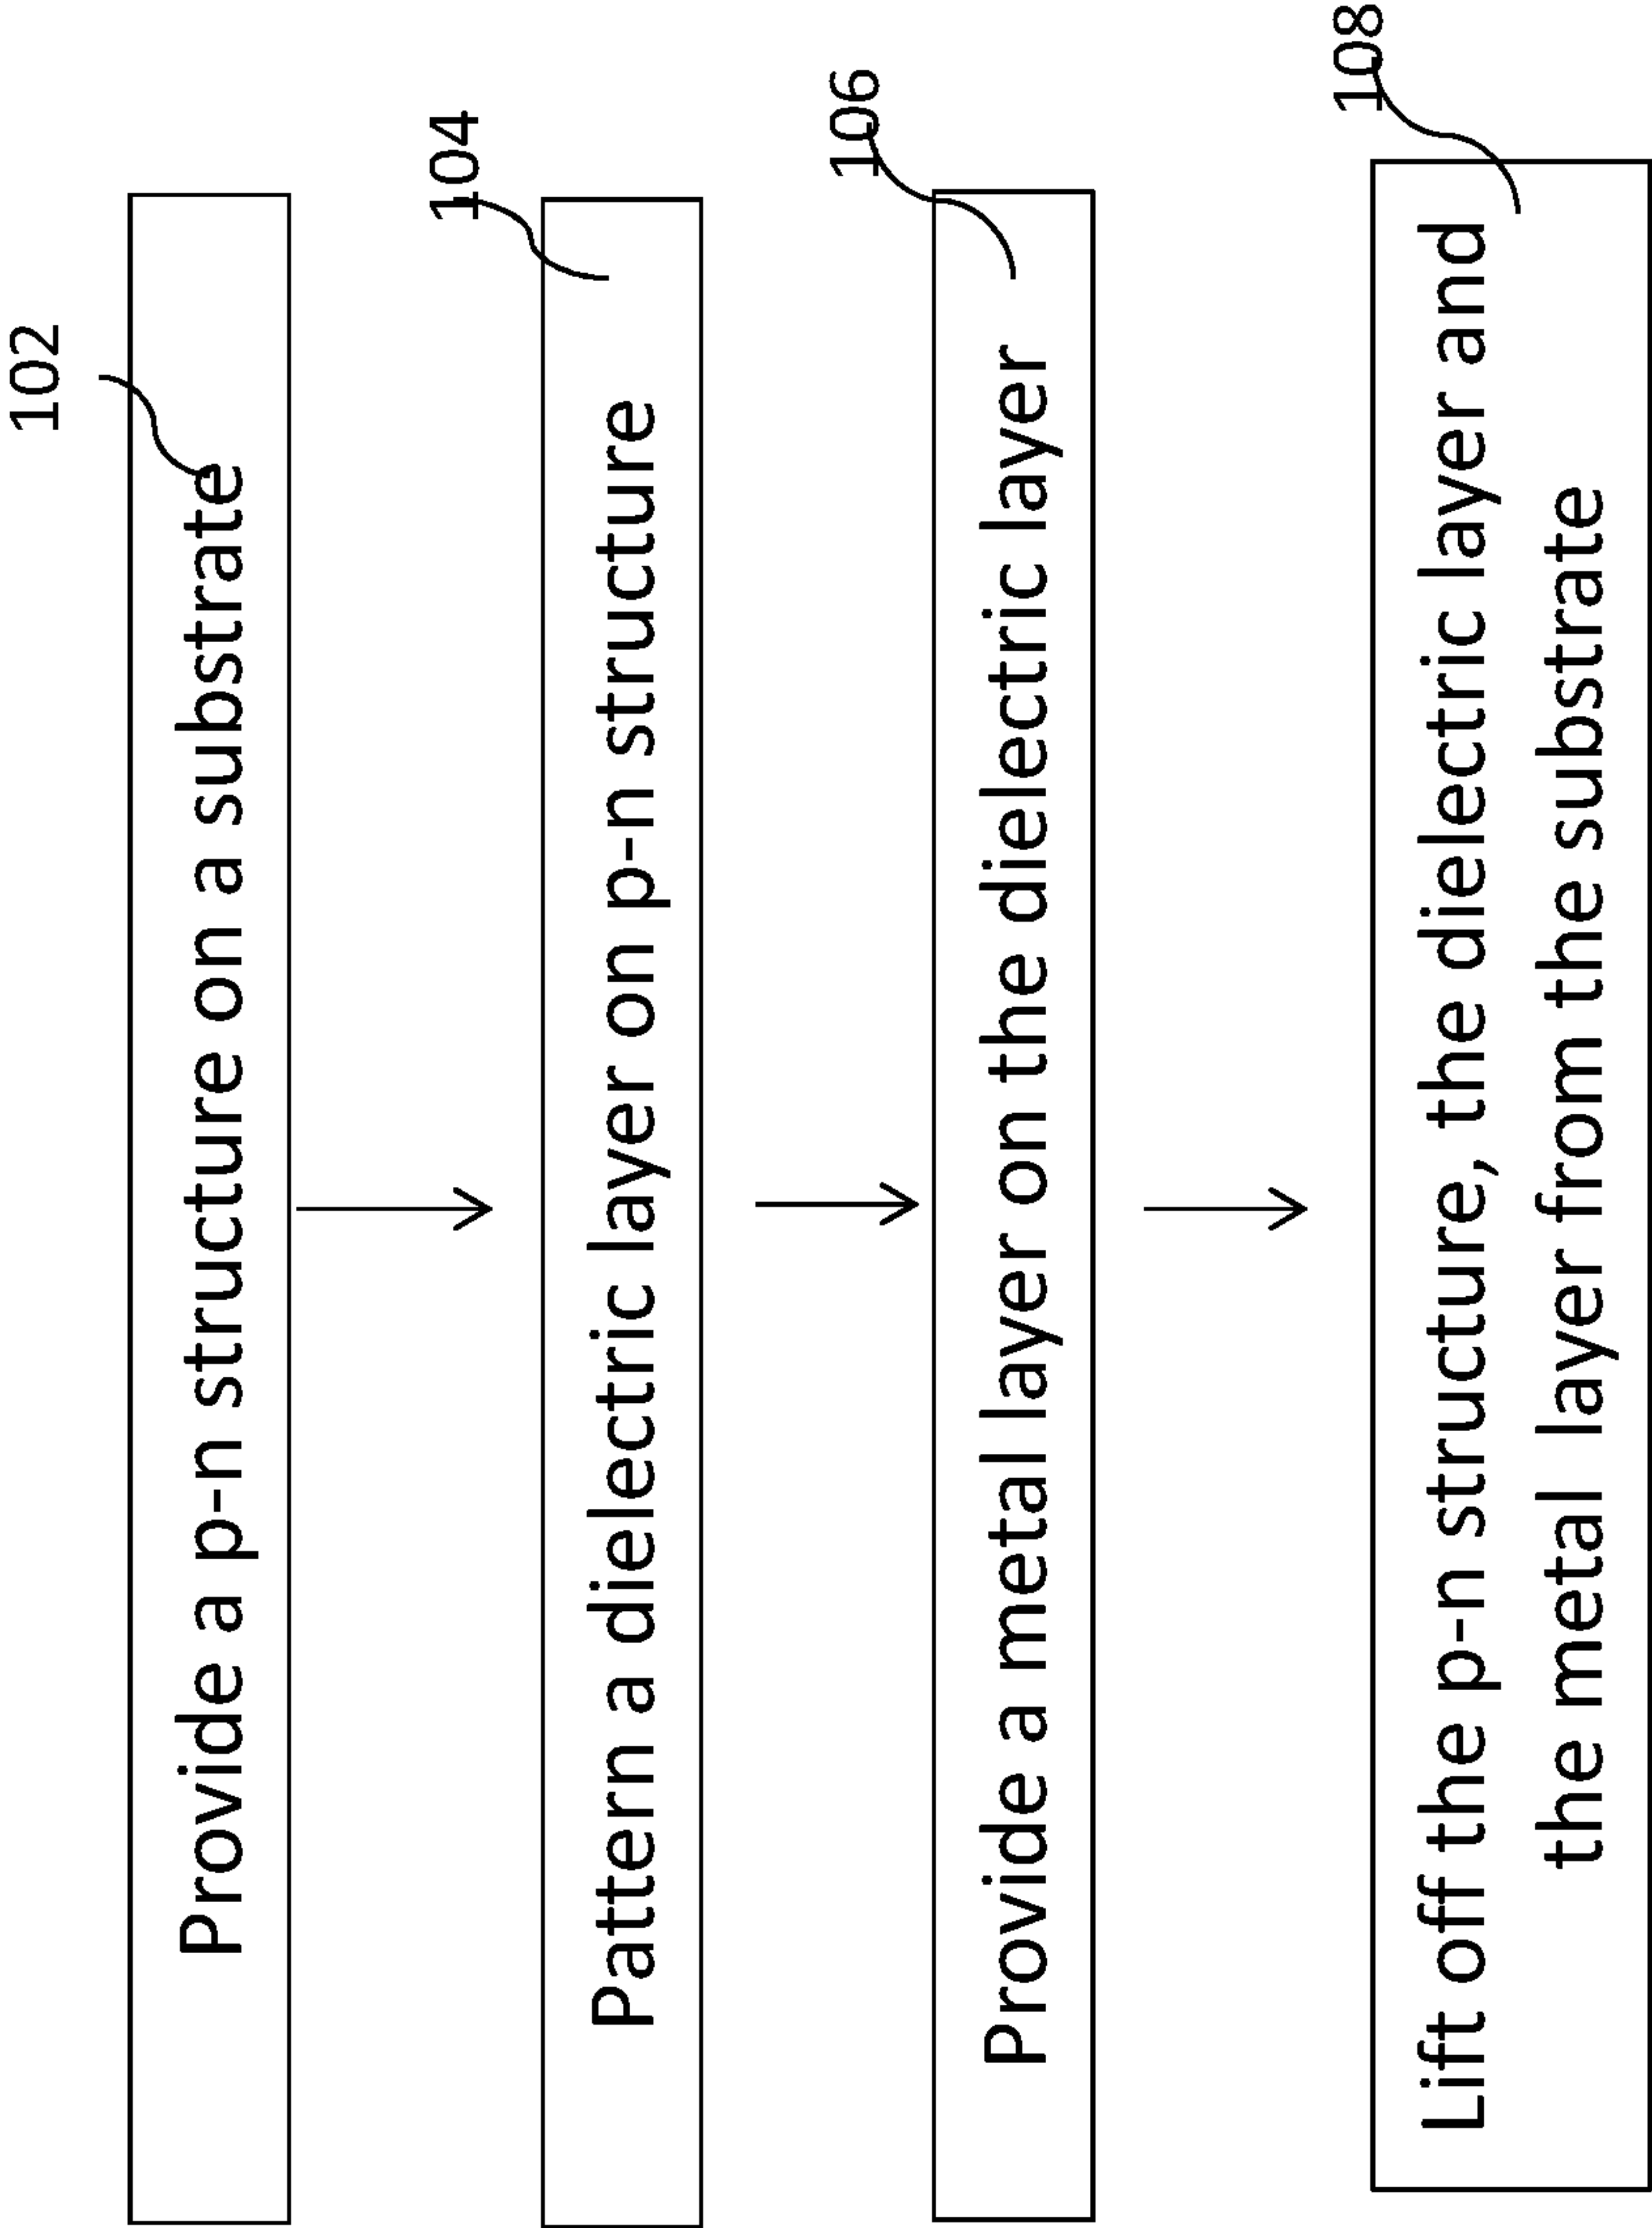 102
Provide a p-n structure on a substrate
104
Pattern a dielectric layer on p-n structure
106
Provide a metal layer on the dielectric layer
108
Lift off the p-n structure, the dielectric layer and
the metal layer from the substrate